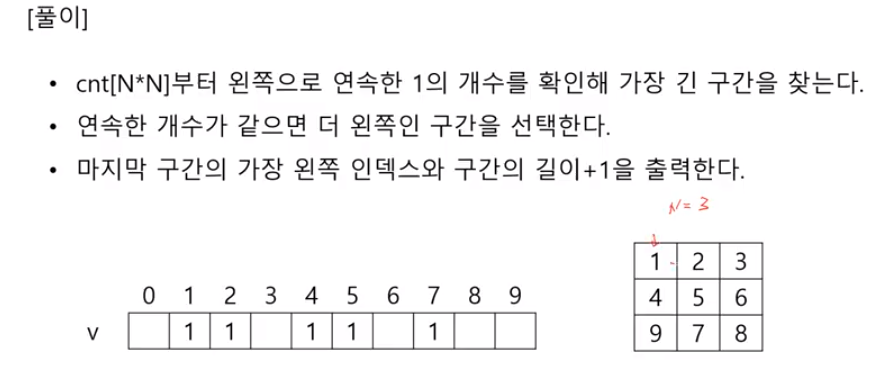 [풀이]
• cnt[N*N]부터 왼쪽으로 연속한 1의 개수를 확인해 가장 긴 구간을 찾는다.
• 연속한 개수가 같으면 더 왼쪽인 구간을 선택한다.
• 마지막 구간의 가장 왼쪽 인덱스와 구간의 길이+1을 출력한다.
N=3
0 1 2 3 4 5 6 7 8 9
v 1 1 1 1 1
1 2 3
4 5 6
9 7 8